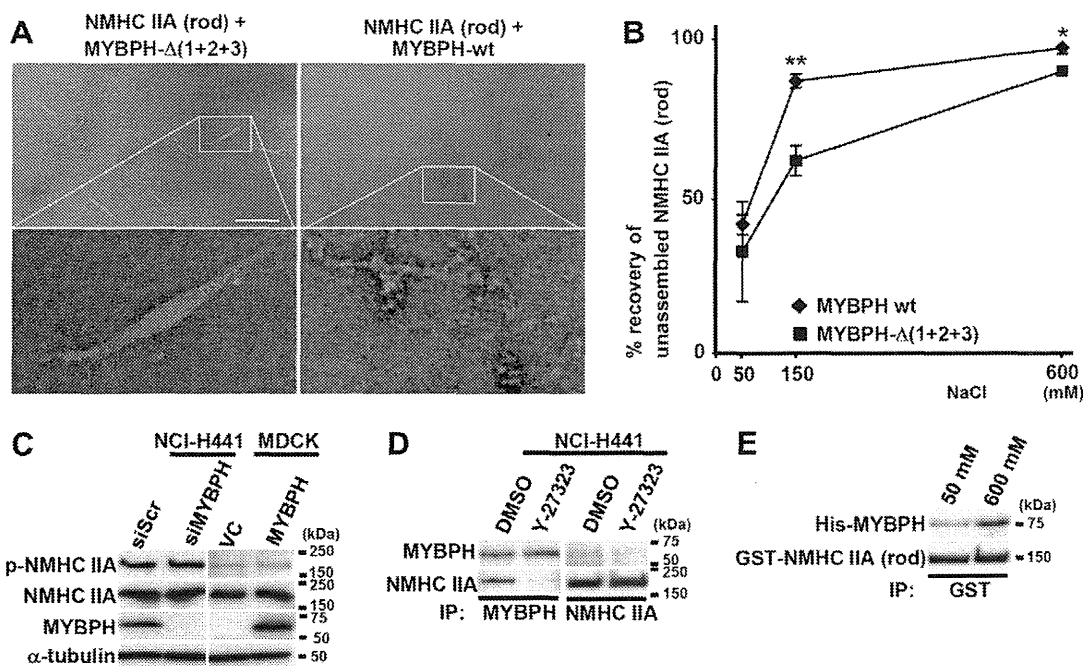 A
NMHC IIA (rod) +
MYBPH-Δ(1+2+3)
NMHC IIA (rod) +
MYBPH-wt
B
% recovery of
unassembled NMHC IIA (rod)
100
50
0
**
*
MYBPH wt
MYBPH-Δ(1+2+3)
0 50 150 600
NaCl (mM)
C
NCI-H441 MDCK
siScr siMYBPH VC MYBPH
(kDa)
p-NMHC IIA 250
150
NMHC IIA 250
150
MYBPH 75
50
α-tubulin 50
D
NCI-H441
DMSO Y-27323 DMSO Y-27323
(kDa)
MYBPH 75
50
NMHC IIA 250
150
IP: MYBPH NMHC IIA
E
50 mM 600 mM
(kDa)
His-MYBPH 75
GST-NMHC IIA (rod) 150
IP: GST